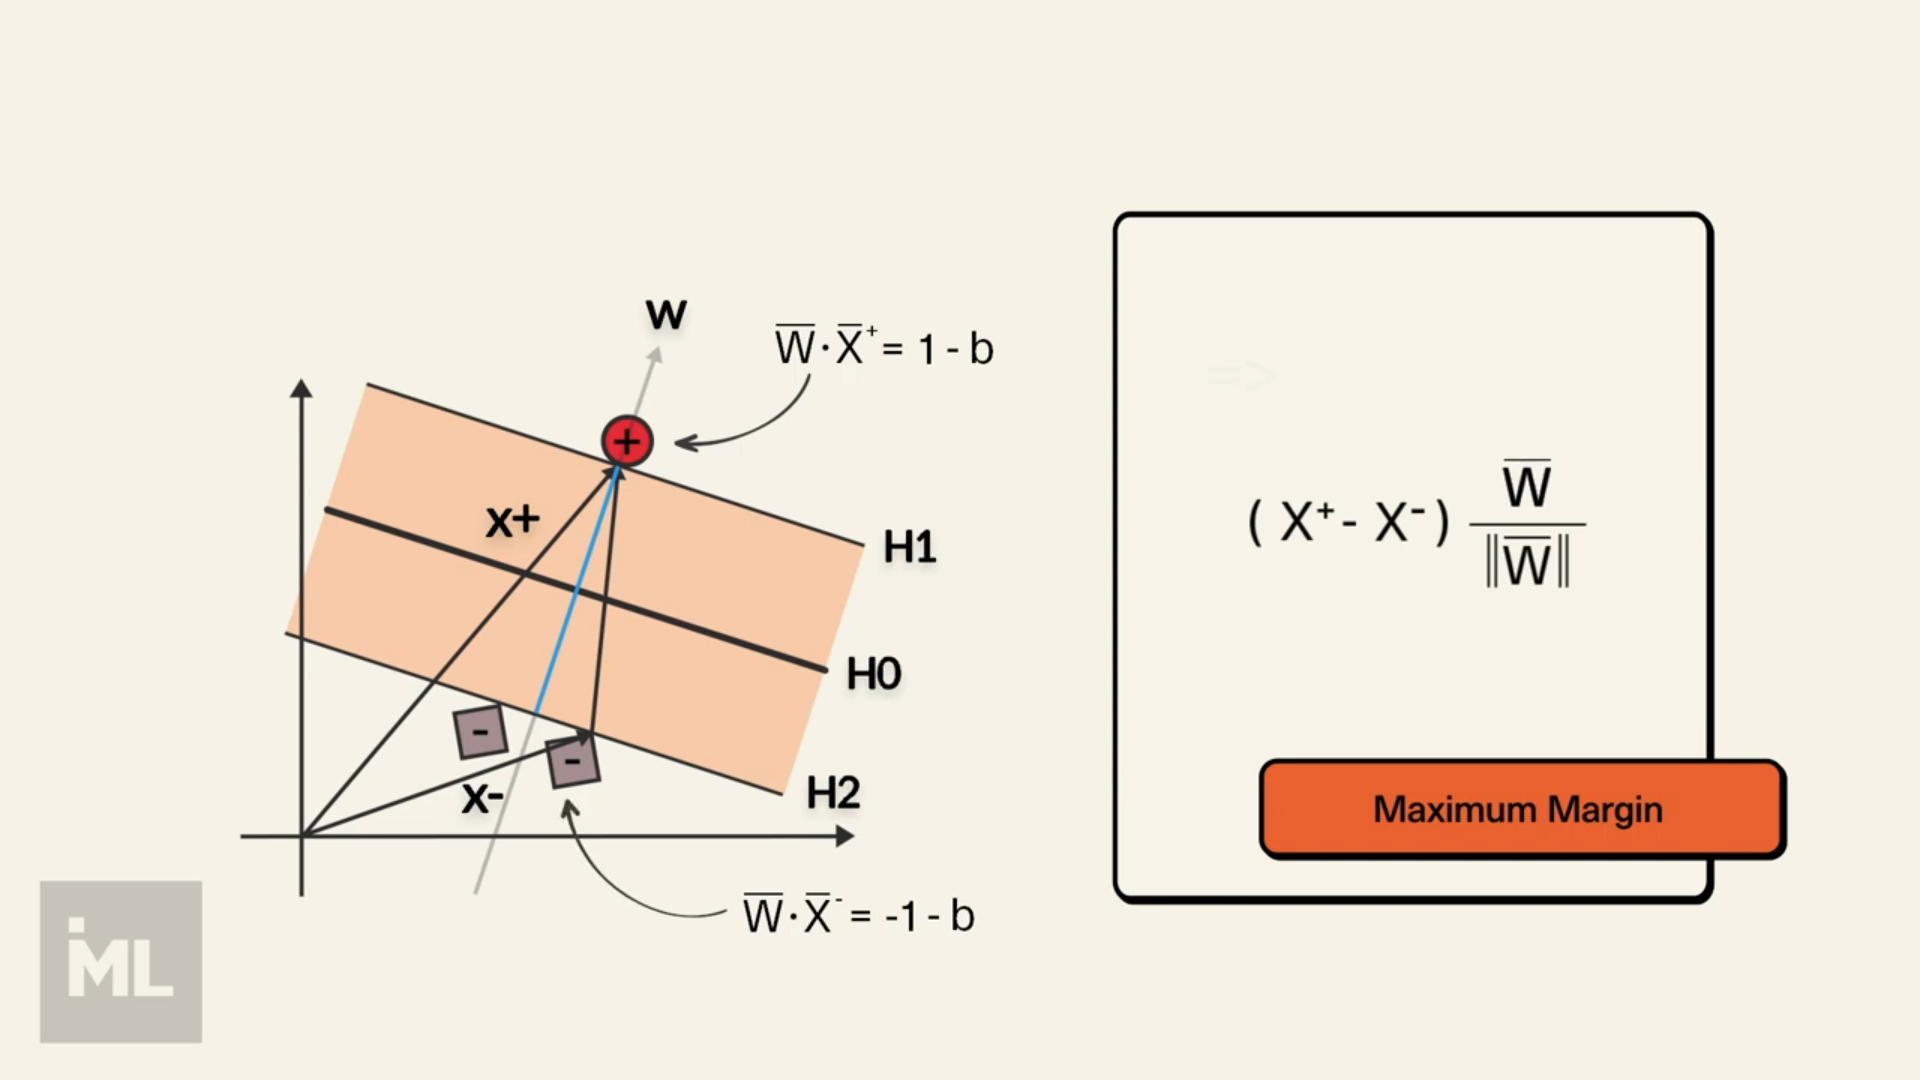 W
W̅·X̅⁺= 1 - b
+
x+
H1
=>
( X⁺- X⁻) W̅
‖W̅‖
H0
-
-
x-
H2
Maximum Margin
W̅·X̅⁻= -1 - b
iML